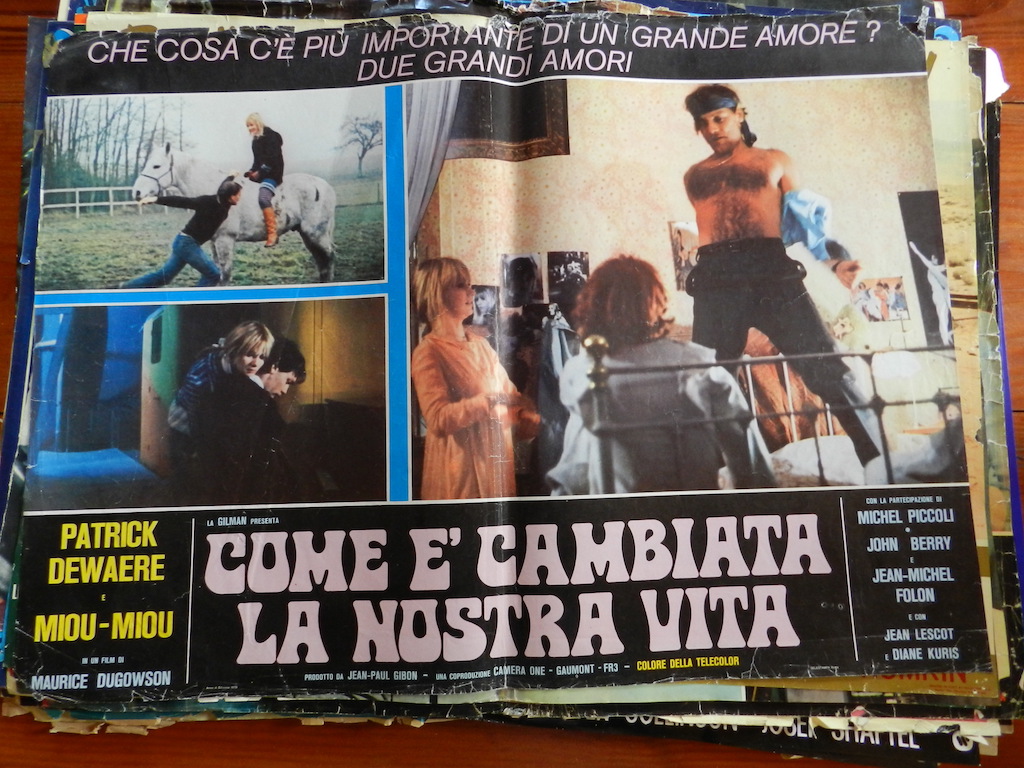 CHE COSA C'È PIÙ IMPORTANTE DI UN GRANDE AMORE?
DUE GRANDI AMORI
PATRICK
DEWAERE
E
MIOU-MIOU
IN UN FILM DI
MAURICE DUGOWSON
LA GILMAN PRESENTA
COME E' CAMBIATA
LA NOSTRA VITA
PRODOTTO DA JEAN-PAUL GIBON - UNA COPRODUZIONE CAMERA ONE - GAUMONT - FR3 - COLORE DELLA TELECOLOR
CON LA PARTECIPAZIONE DI
MICHEL PICCOLI
•
JOHN BERRY
E
JEAN-MICHEL
FOLON
E CON
JEAN LESCOT
E DIANE KURIS